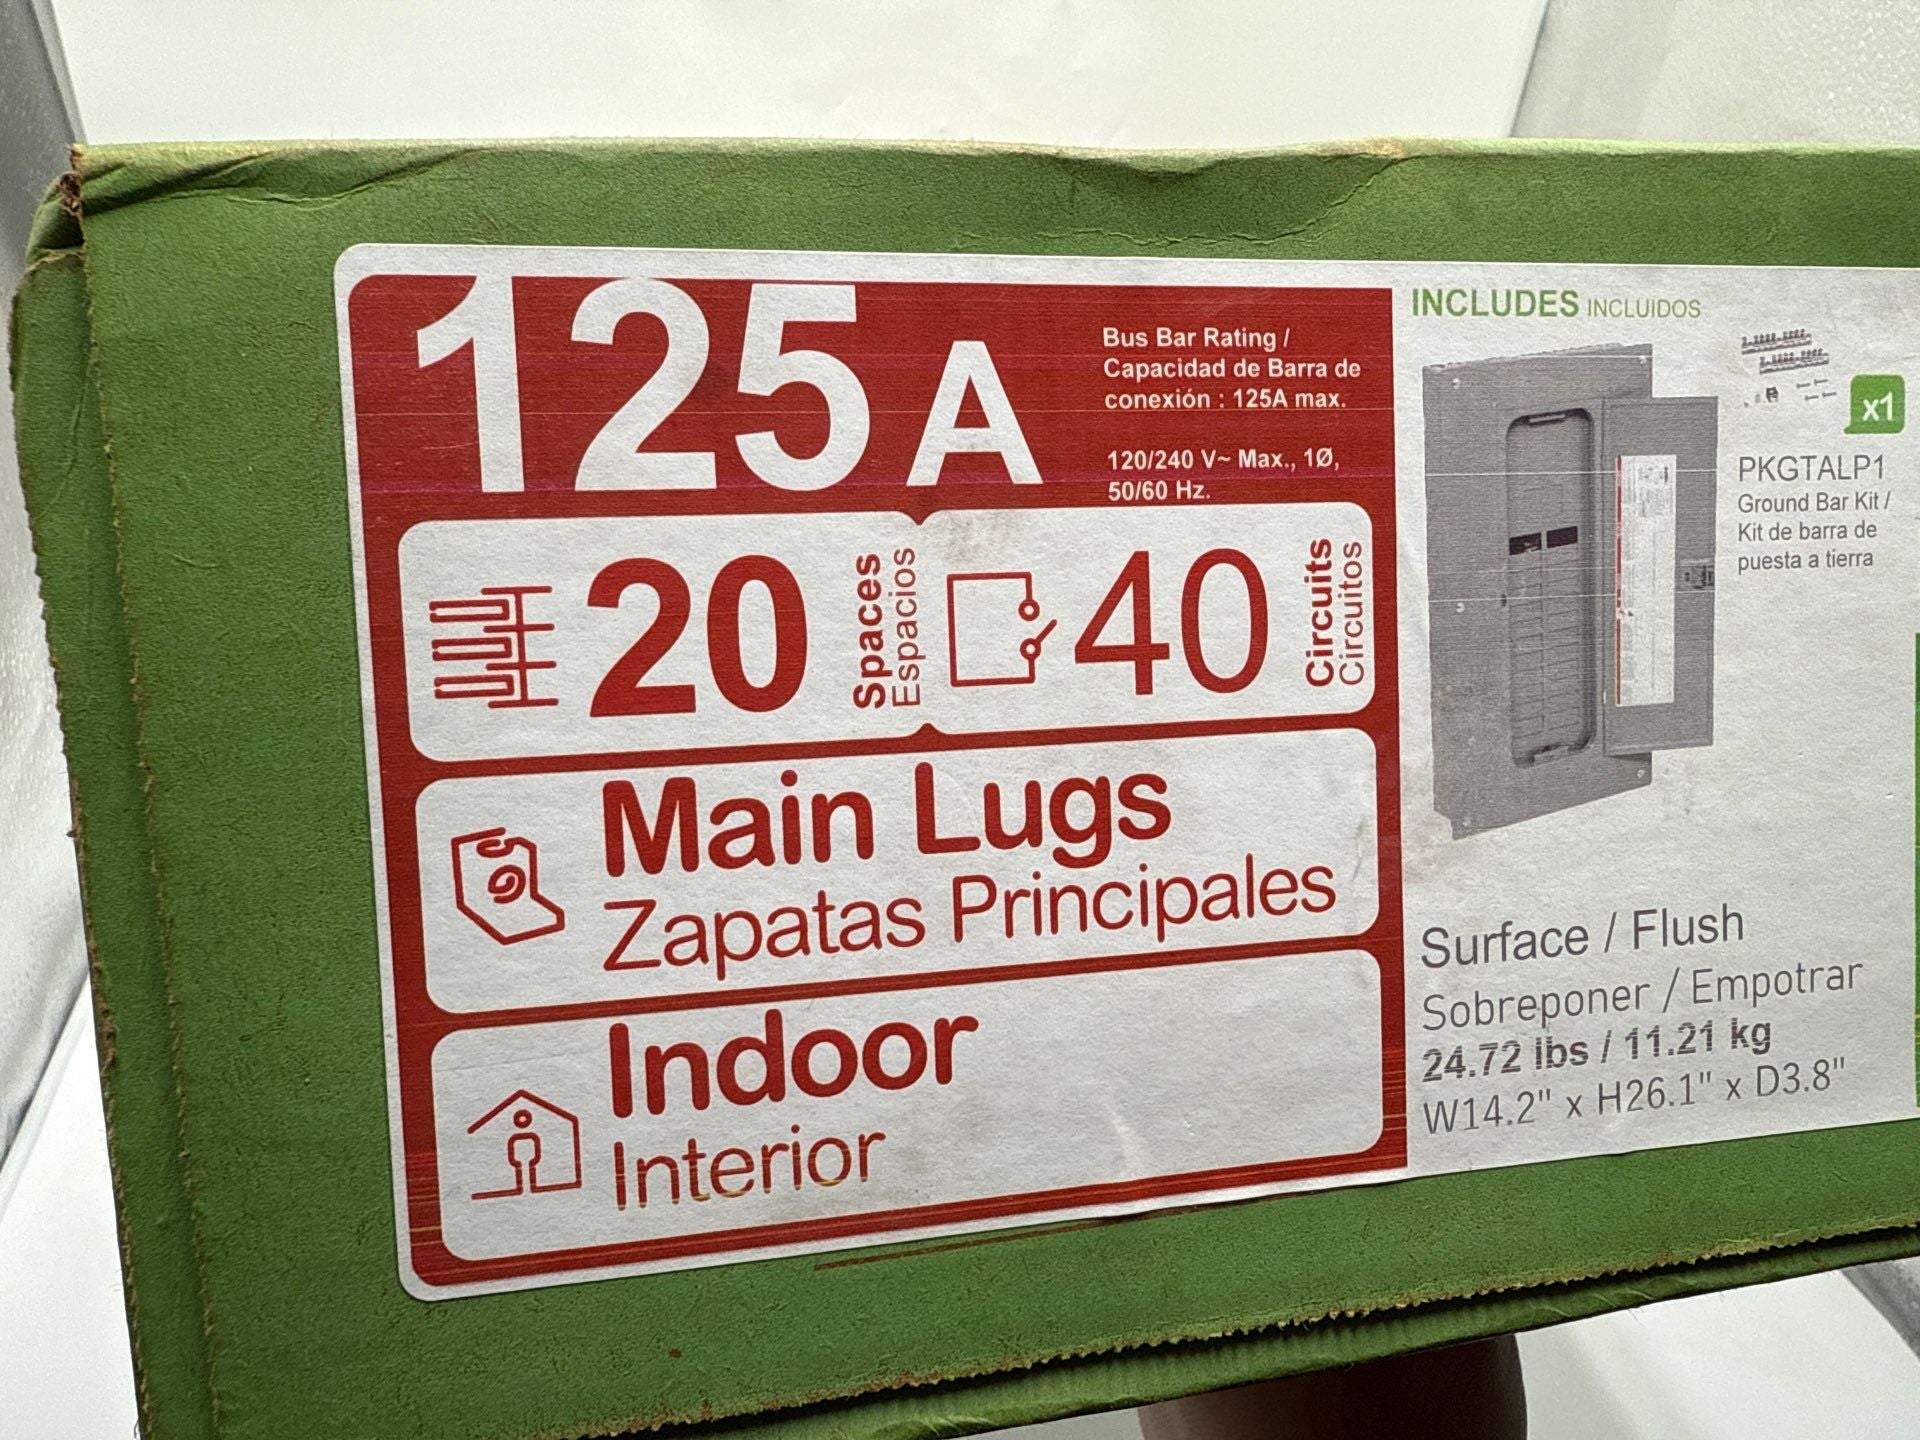 125 A
Bus Bar Rating /
Capacidad de Barra de
conexión : 125A max.
120/240 V~ Max., 1Ø,
50/60 Hz.
20
Spaces
Espacios
40
Circuits
Circuitos
Main Lugs
Zapatas Principales
Indoor
Interior
INCLUDES INCLUIDOS
x1
PKGTALP1
Ground Bar Kit /
Kit de barra de
puesta a tierra
Surface / Flush
Sobreponer / Empotrar
24.72 lbs / 11.21 kg
W14.2" x H26.1" x D3.8"